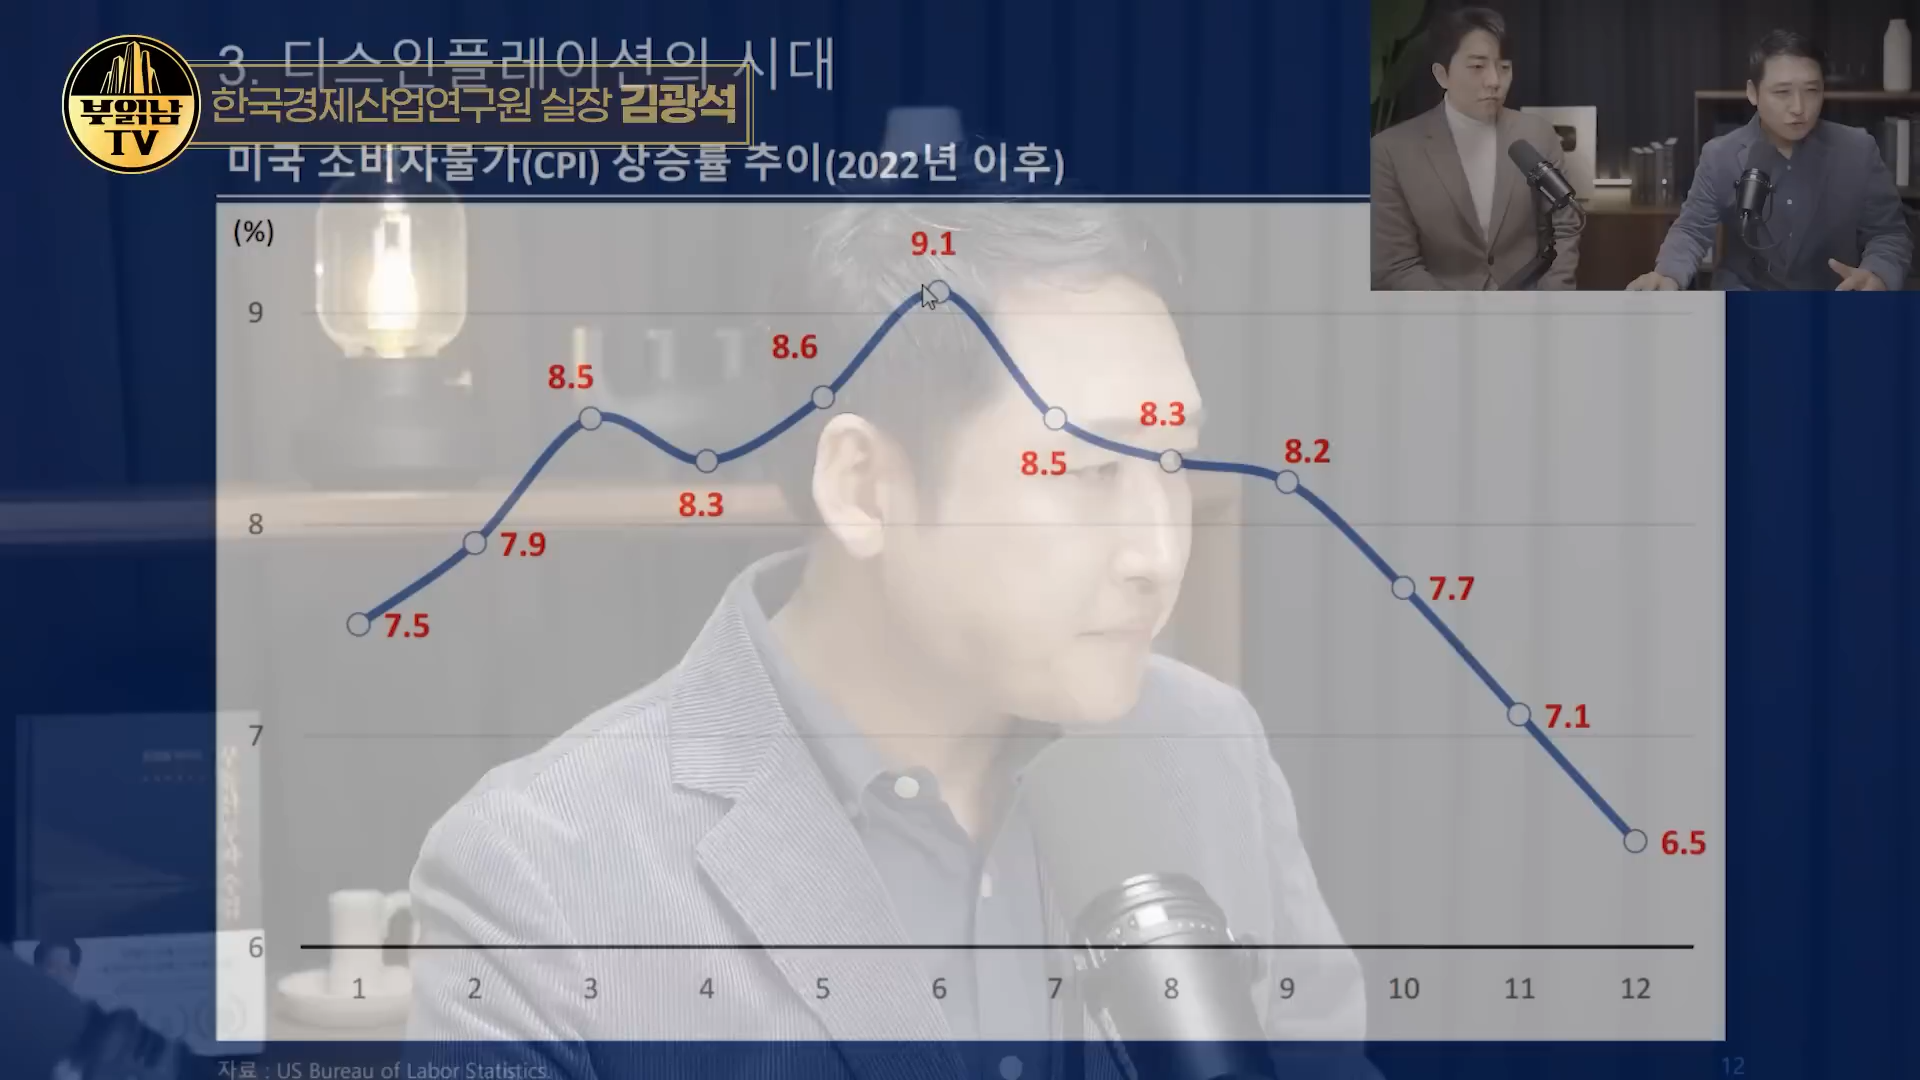 3. 디스인플레이션의 시대
부읽남
TV
한국경제산업연구원 실장 김광석
미국 소비자물가(CPI) 상승률 추이(2022년 이후)
(%)
9.1
9
8.6
8.5
8.3
8.2
8.5
8.3
8
7.9
7.7
7.5
7.1
7
6.5
6
1 2 3 4 5 6 7 8 9 10 11 12
자료 : US Bureau of Labor Statistics.
12